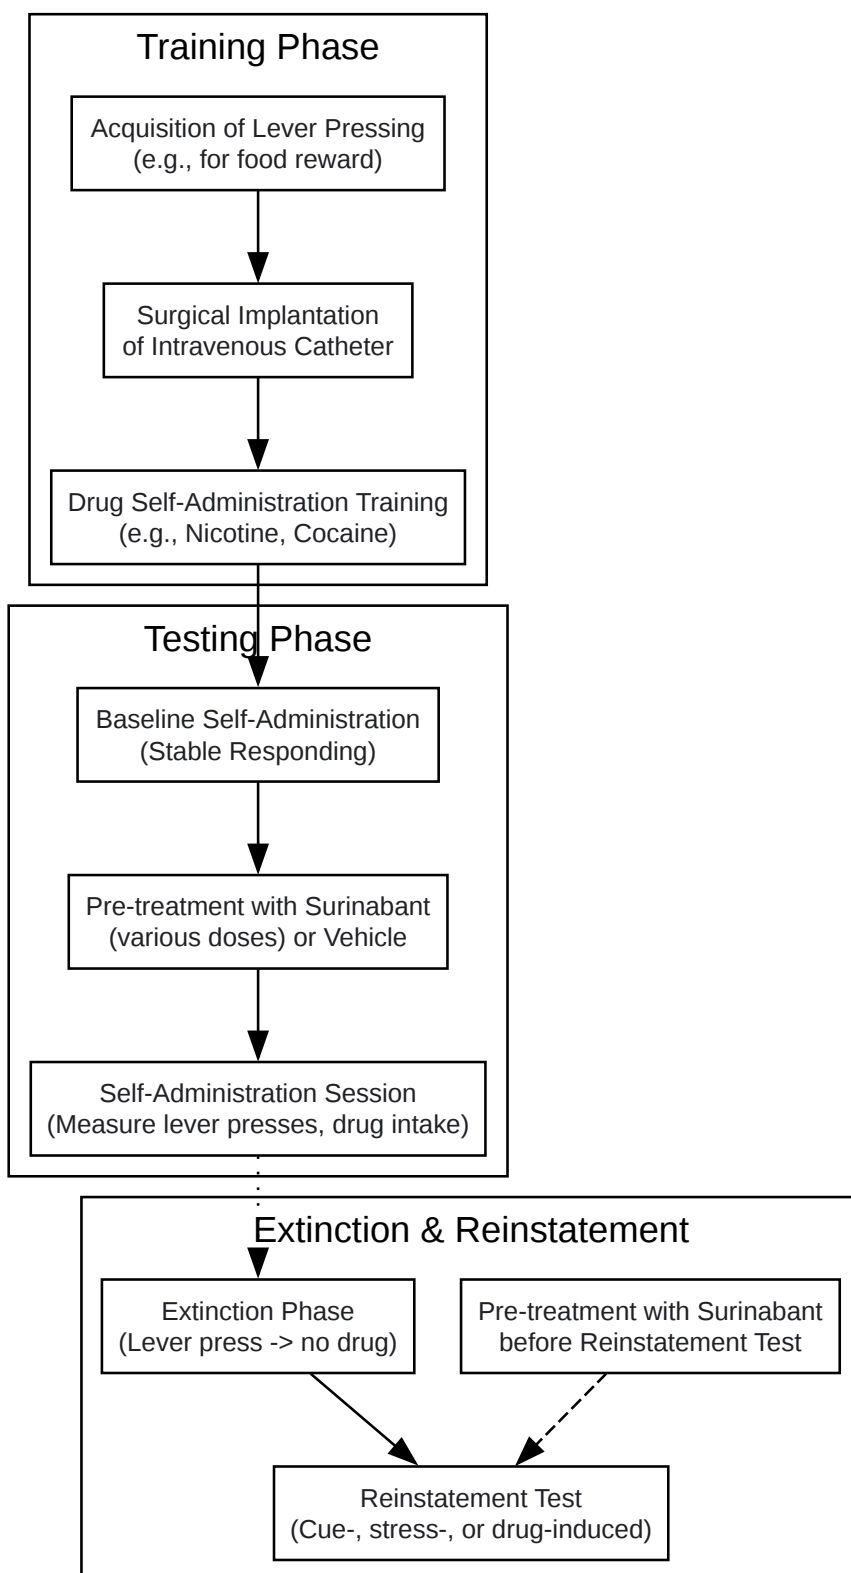 Training Phase
Acquisition of Lever Pressing
(e.g., for food reward)
Surgical Implantation
of Intravenous Catheter
Drug Self-Administration Training
(e.g., Nicotine, Cocaine)
Testing Phase
Baseline Self-Administration
(Stable Responding)
Pre-treatment with Surinabant
(various doses) or Vehicle
Self-Administration Session
(Measure lever presses, drug intake)
Extinction & Reinstatement
Extinction Phase
(Lever press -> no drug)
Pre-treatment with Surinabant
before Reinstatement Test
Reinstatement Test
(Cue-, stress-, or drug-induced)